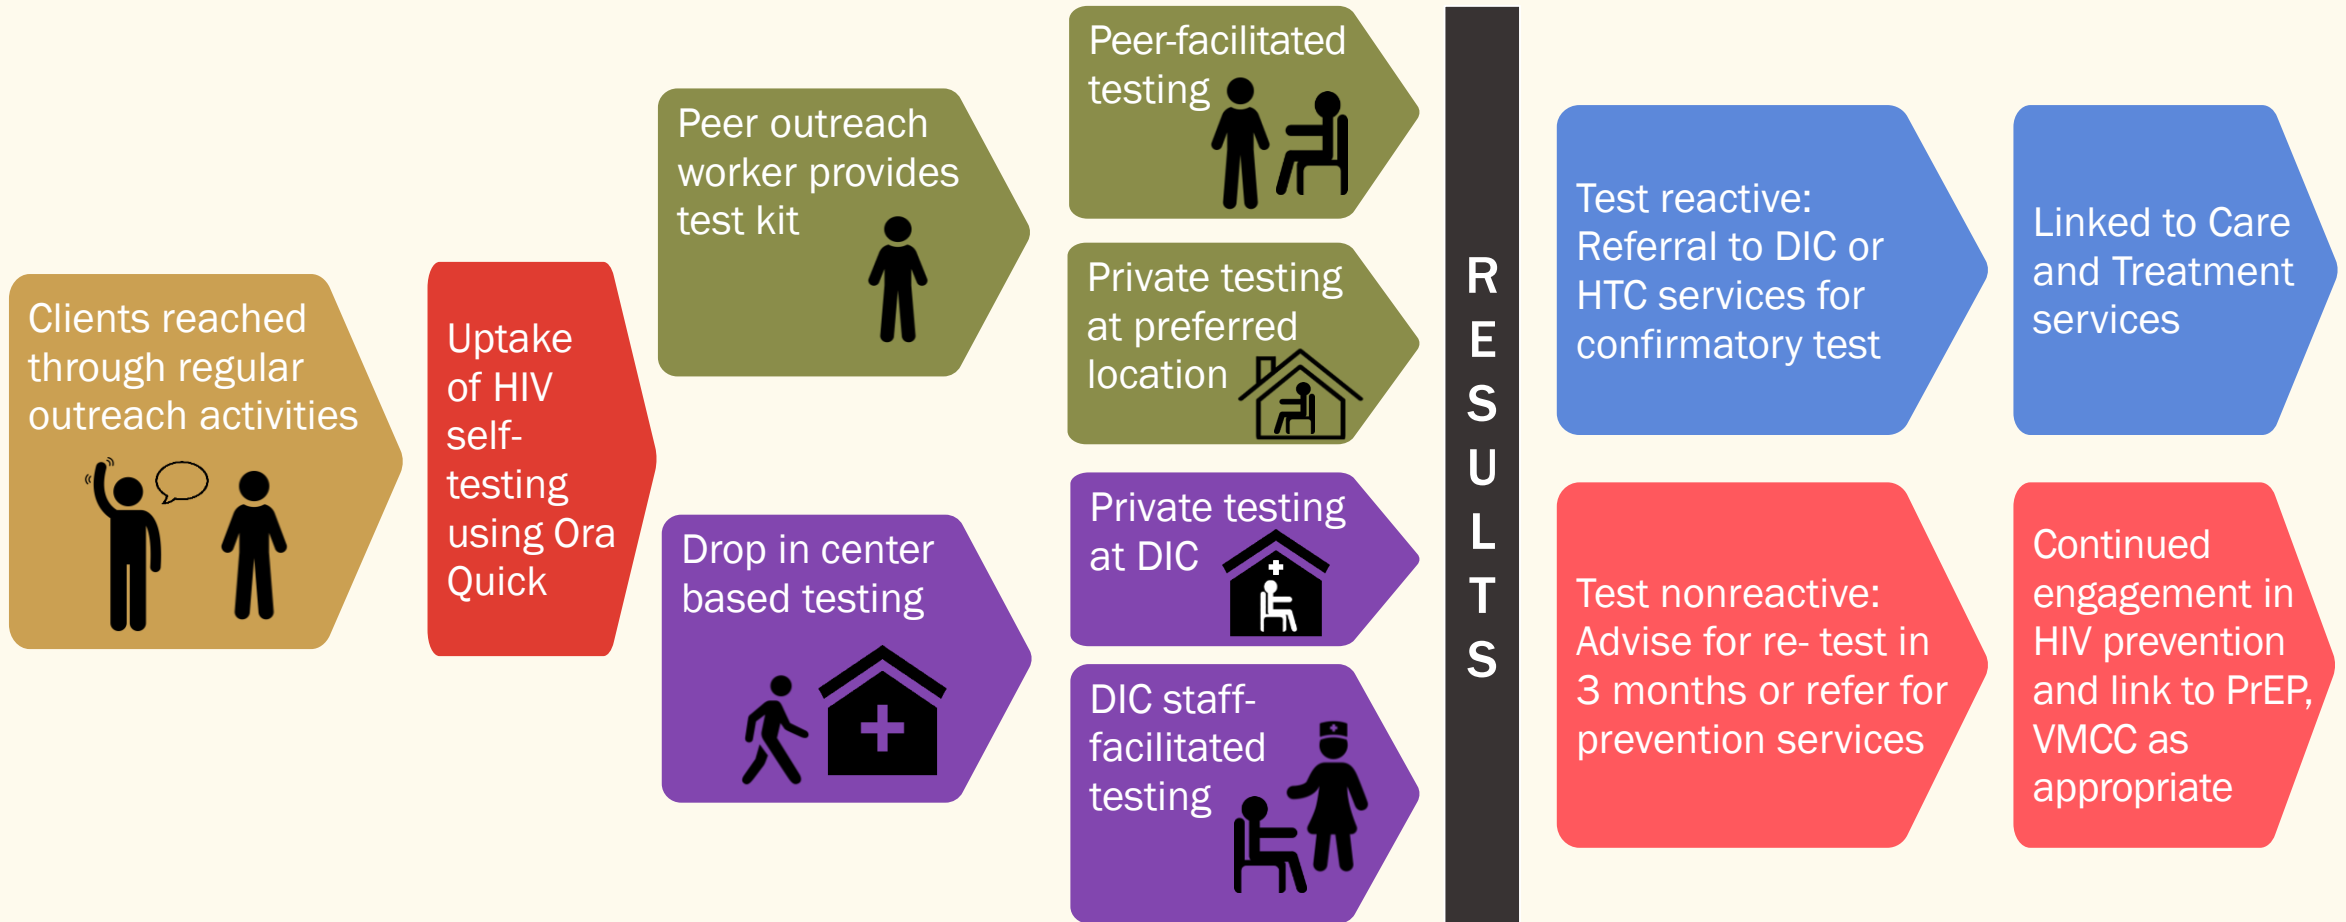 Clients reached
through regular
outreach activities
Uptake
of HIV
self-
testing
using Ora
Quick
Peer outreach
worker provides
test kit
Drop in center
based testing
Peer-facilitated
testing
Private testing
at preferred
location
Private testing
at DIC
DIC staff-
facilitated
testing
R
E
S
U
L
T
S
Test reactive:
Referral to DIC or
HTC services for
confirmatory test
Linked to Care
and Treatment
services
Test nonreactive:
Advise for re- test in
3 months or refer for
prevention services
Continued
engagement in
HIV prevention
and link to PrEP,
VMCC as
appropriate